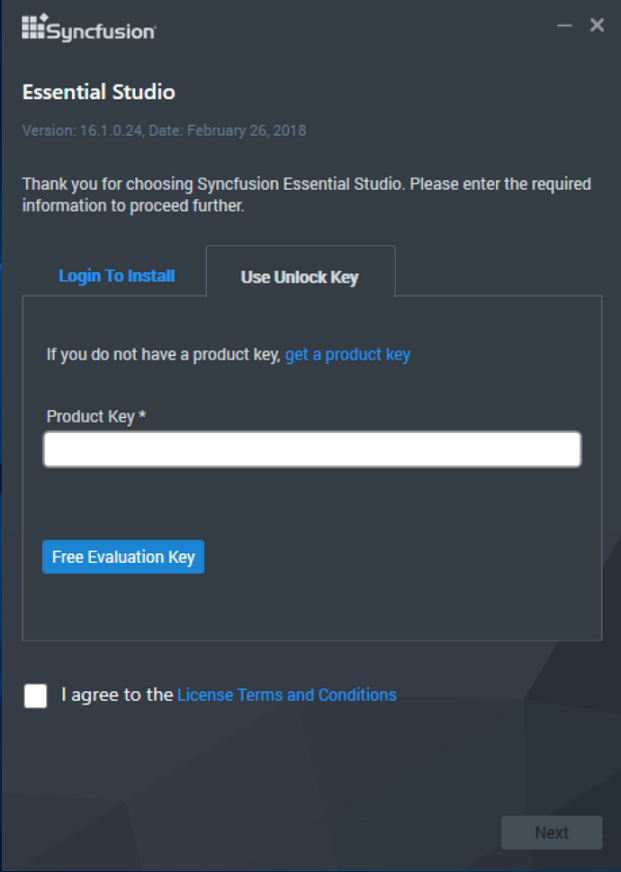 Syncfusion
Essential Studio
Version: 16.1.0.24, Date: February 26, 2018
Thank you for choosing Syncfusion Essential Studio. Please enter the required
information to proceed further.
Login To Install
Use Unlock Key
If you do not have a product key, get a product key
Product Key *
Free Evaluation Key
I agree to the License Terms and Conditions
Next